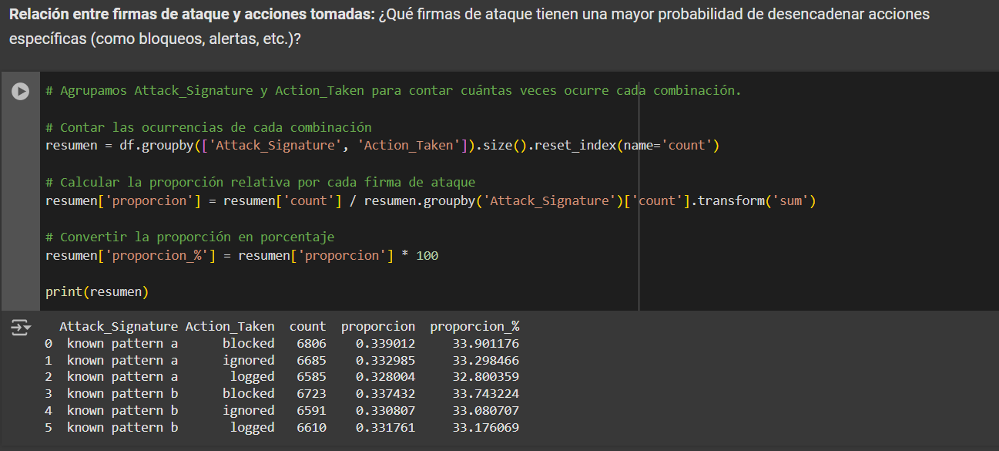 Relación entre firmas de ataque y acciones tomadas: ¿Qué firmas de ataque tienen una mayor probabilidad de desencadenar acciones
específicas (como bloqueos, alertas, etc.)?
# Agrupamos Attack_Signature y Action_Taken para contar cuántas veces ocurre cada combinación.
# Contar las ocurrencias de cada combinación
resumen = df.groupby(['Attack_Signature', 'Action_Taken']).size().reset_index(name='count')
# Calcular la proporción relativa por cada firma de ataque
resumen['proporcion'] = resumen['count'] / resumen.groupby('Attack_Signature')['count'].transform('sum')
# Convertir la proporción en porcentaje
resumen['proporcion_%'] = resumen['proporcion'] * 100
print(resumen)
Attack_Signature Action_Taken count proporcion proporcion_%
0 known pattern a blocked 6806 0.339012 33.901176
1 known pattern a ignored 6685 0.332985 33.298466
2 known pattern a logged 6585 0.328004 32.800359
3 known pattern b blocked 6723 0.337432 33.743224
4 known pattern b ignored 6591 0.330807 33.080707
5 known pattern b logged 6610 0.331761 33.176069